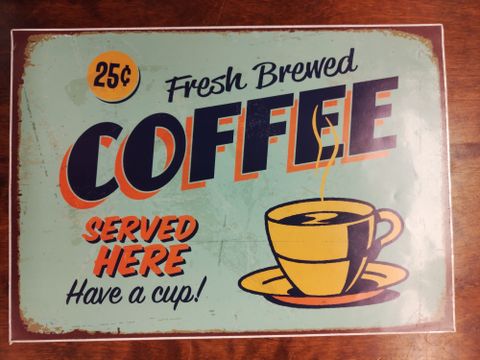 25¢
Fresh Brewed
COFFEE
SERVED
HERE
Have a cup!